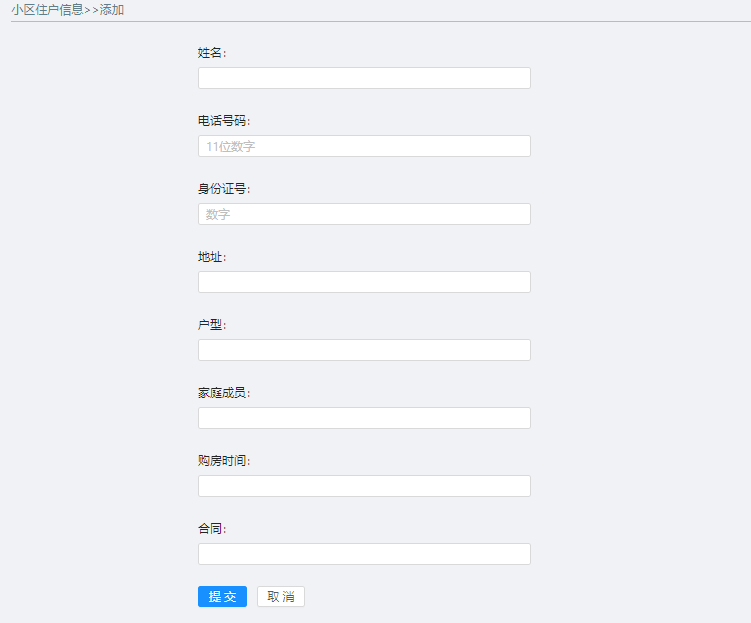 小区住户信息>>添加
姓名:
电话号码:
11位数字
身份证号:
数字
地址:
户型:
家庭成员:
购房时间:
合同:
提交 取消